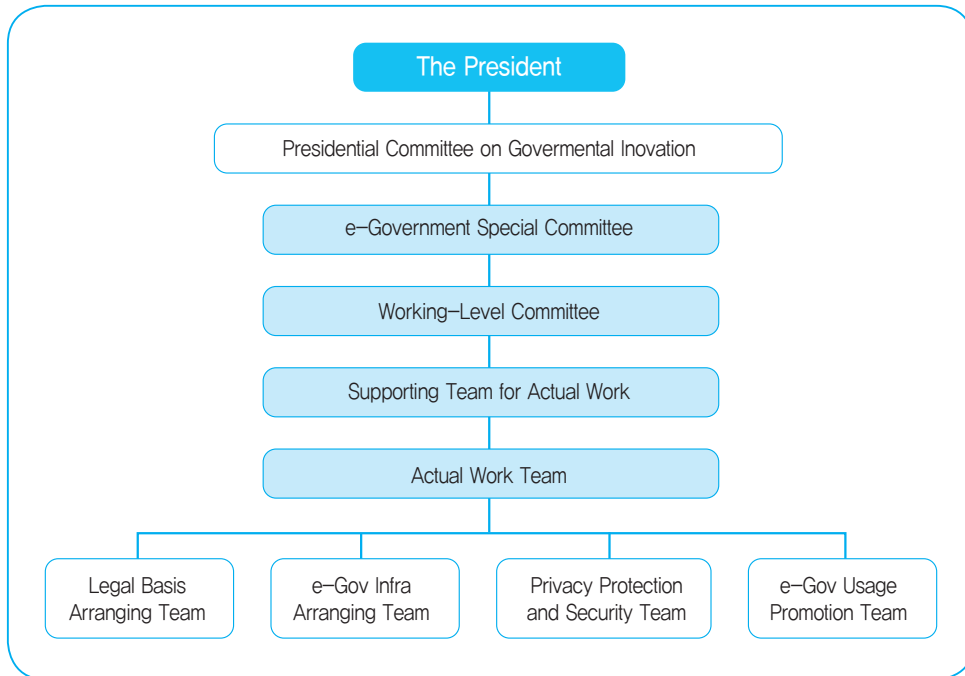 The President
Presidential Committee on Govermental Inovation
e-Government Special Committee
Working-Level Committee
Supporting Team for Actual Work
Actual Work Team
Legal Basis
Arranging Team
e-Gov Infra
Arranging Team
Privacy Protection
and Security Team
e-Gov Usage
Promotion Team